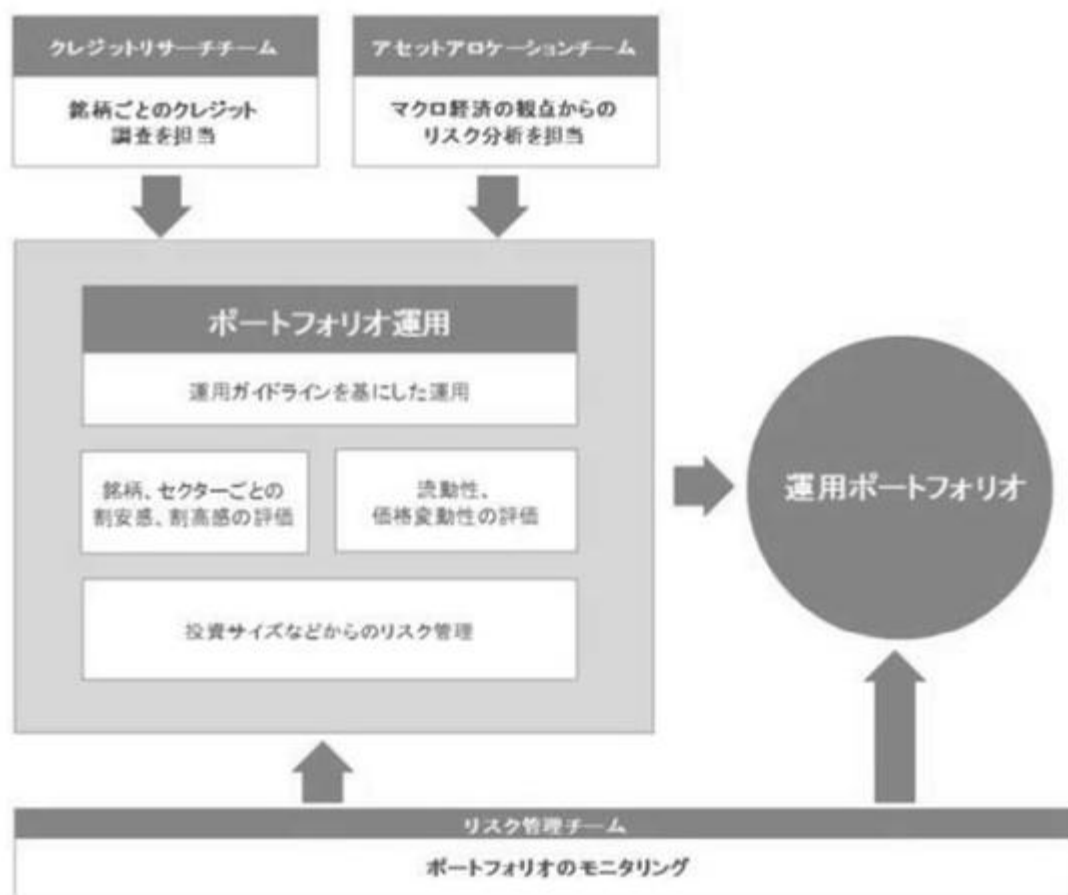 クレジットリサーチチーム
銘柄ごとのクレジット
調査を担当
アセットアロケーションチーム
マクロ経済の観点からの
リスク分析を担当
ポートフォリオ運用
運用ガイドラインを基にした運用
銘柄、セクターごとの
割安感、割高感の評価
流動性、
価格変動性の評価
投資サイズなどからのリスク管理
運用ポートフォリオ
リスク管理チーム
ポートフォリオのモニタリング